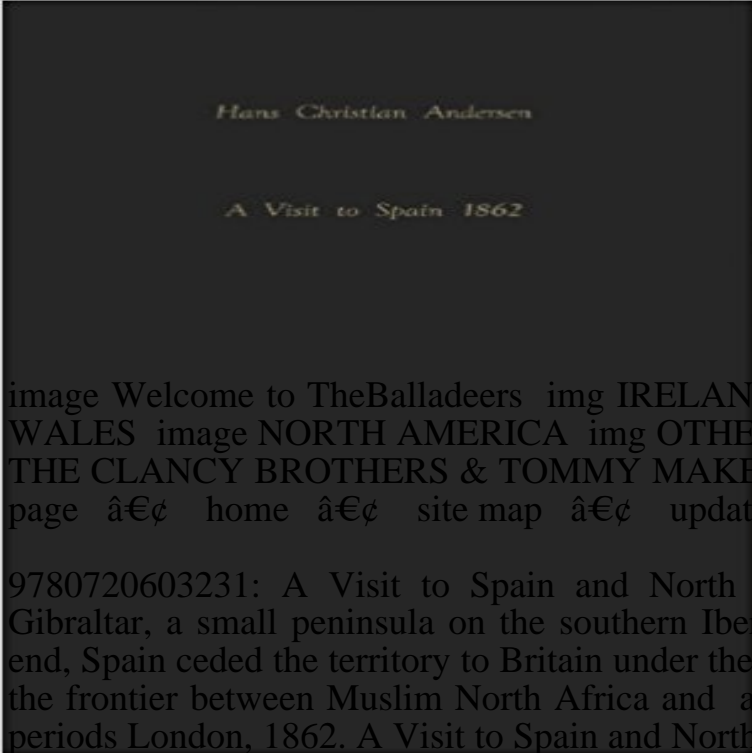 Hans Christian Andersen
A Visit to Spain 1862
image Welcome to TheBalladeers img IRELAN
WALES image NORTH AMERICA img OTHE
THE CLANCY BROTHERS & TOMMY MAKE
page â€¢ home â€¢ site map â€¢ updat
9780720603231: A Visit to Spain and North
Gibraltar, a small peninsula on the southern Ibe
end, Spain ceded the territory to Britain under the
the frontier between Muslim North Africa and a
periods London, 1862. A Visit to Spain and North